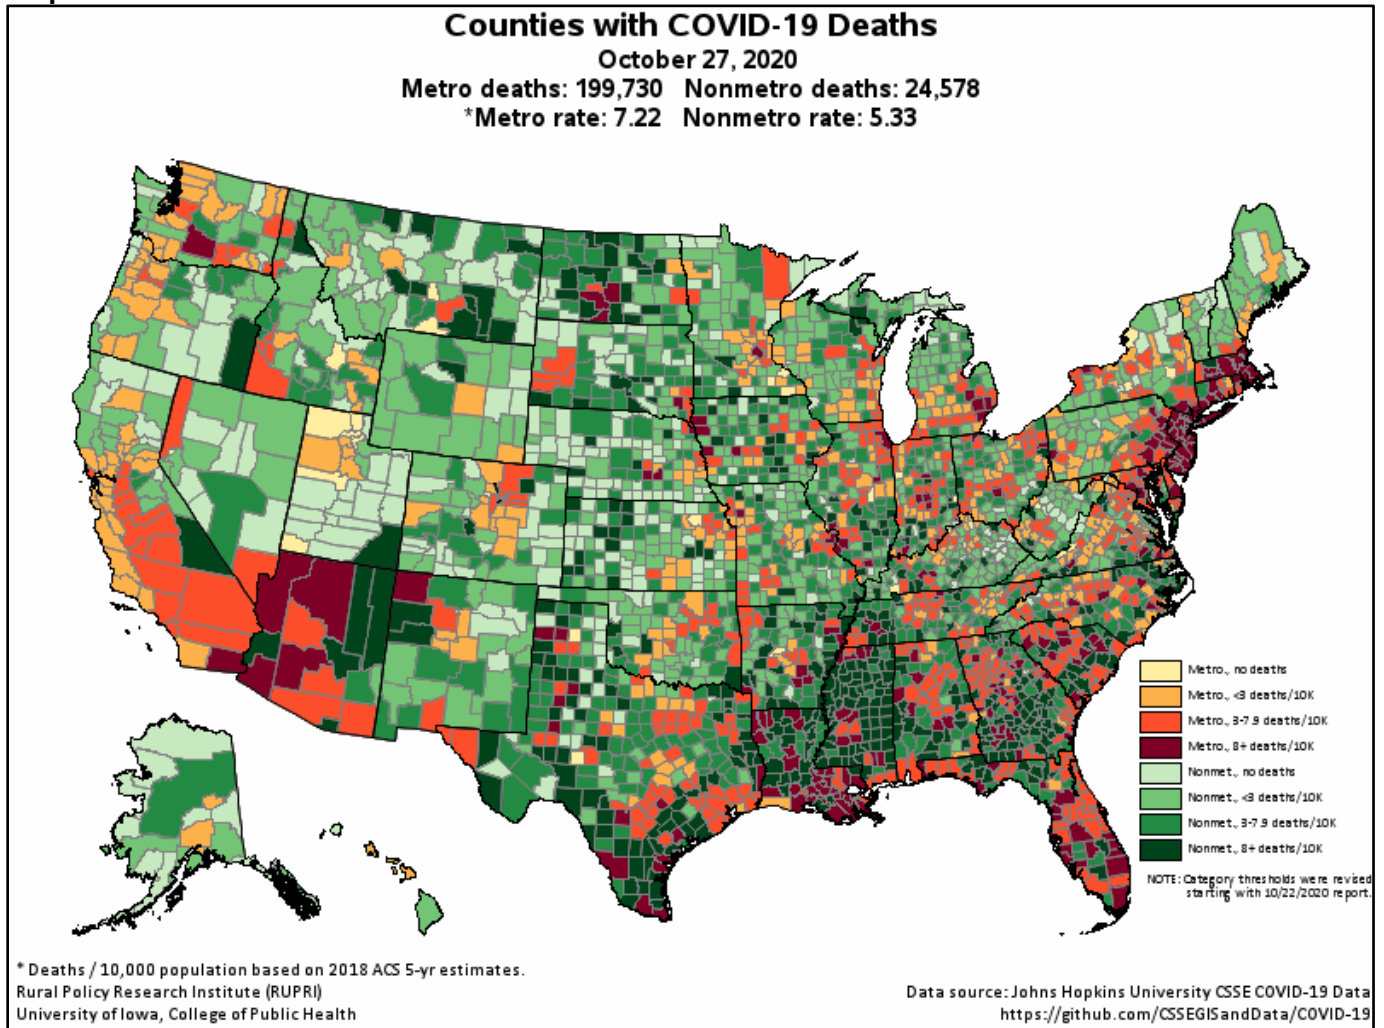 Counties with COVID-19 Deaths
October 27, 2020
Metro deaths: 199,730 Nonmetro deaths: 24,578
*Metro rate: 7.22 Nonmetro rate: 5.33
Metro., no deaths
Metro., <3 deaths/10K
Metro., 3-7.9 deaths/10K
Metro., 8+ deaths/10K
Nonmet., no deaths
Nonmet., <3 deaths/10K
Nonmet., 3-7.9 deaths/10K
Nonmet., 8+ deaths/10K
NOTE: Category thresholds were revised
starting with 10/22/2020 report.
* Deaths / 10,000 population based on 2018 ACS 5-yr estimates.
Rural Policy Research Institute (RUPRI)
University of Iowa, College of Public Health
Data source: Johns Hopkins University CSSE COVID-19 Data
https://github.com/CSSEGISandData/COVID-19